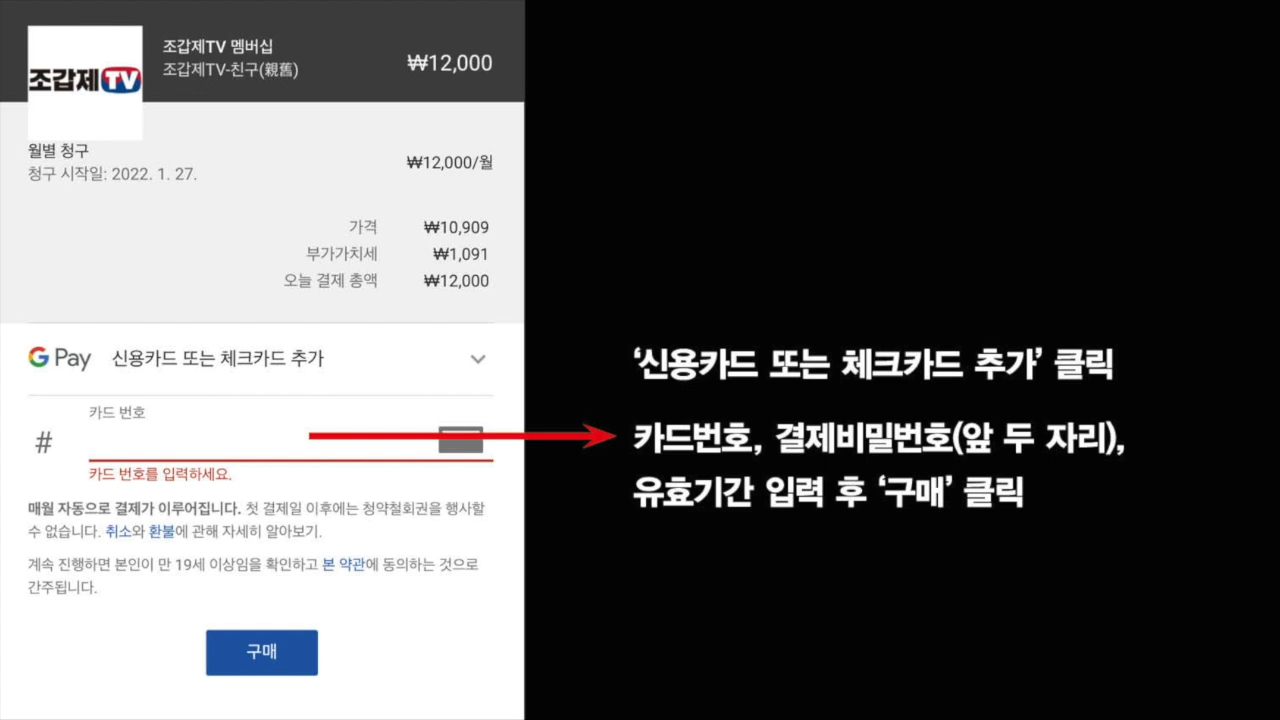 조갑제TV
조갑제TV 멤버십
조갑제TV-친구(親舊)
₩12,000
월별 청구
청구 시작일: 2022. 1. 27.
₩12,000/월
가격 ₩10,909
부가가치세 ₩1,091
오늘 결제 총액 ₩12,000
G Pay 신용카드 또는 체크카드 추가
카드 번호
#
카드 번호를 입력하세요.
매월 자동으로 결제가 이루어집니다. 첫 결제일 이후에는 청약철회권을 행사할
수 없습니다. 취소와 환불에 관해 자세히 알아보기.
계속 진행하면 본인이 만 19세 이상임을 확인하고 본 약관에 동의하는 것으로
간주됩니다.
구매
‘신용카드 또는 체크카드 추가’ 클릭
카드번호, 결제비밀번호(앞 두 자리),
유효기간 입력 후 ‘구매’ 클릭